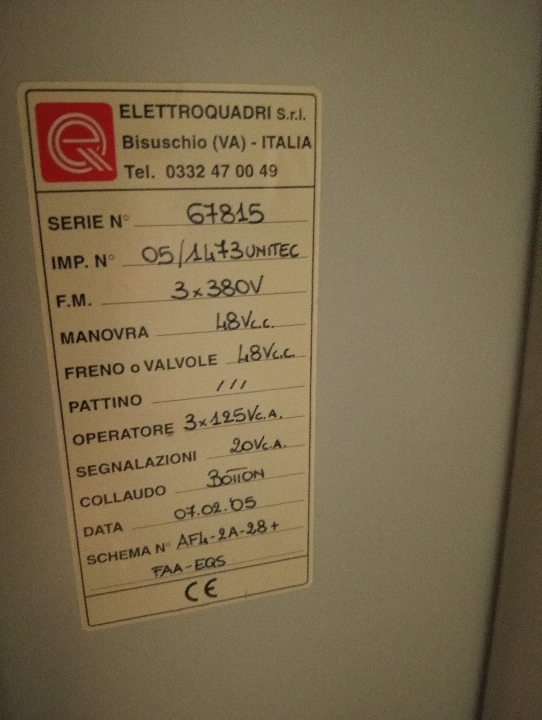 EQ
ELETTROQUADRI S.r.l.
Bisuschio (VA) - ITALIA
Tel. 0332 47 00 49
SERIE N° 67815
IMP. N° 05/1473 UNITEC
F.M. 3x380V
MANOVRA 48Vc.c.
FRENO o VALVOLE 48Vc.c
PATTINO ///
OPERATORE 3x125Vc.A.
SEGNALAZIONI 20Vc.A.
COLLAUDO BOTTON
DATA 07.02.'05
SCHEMA N° AF4-2A-28+
FAA-EQS
CE